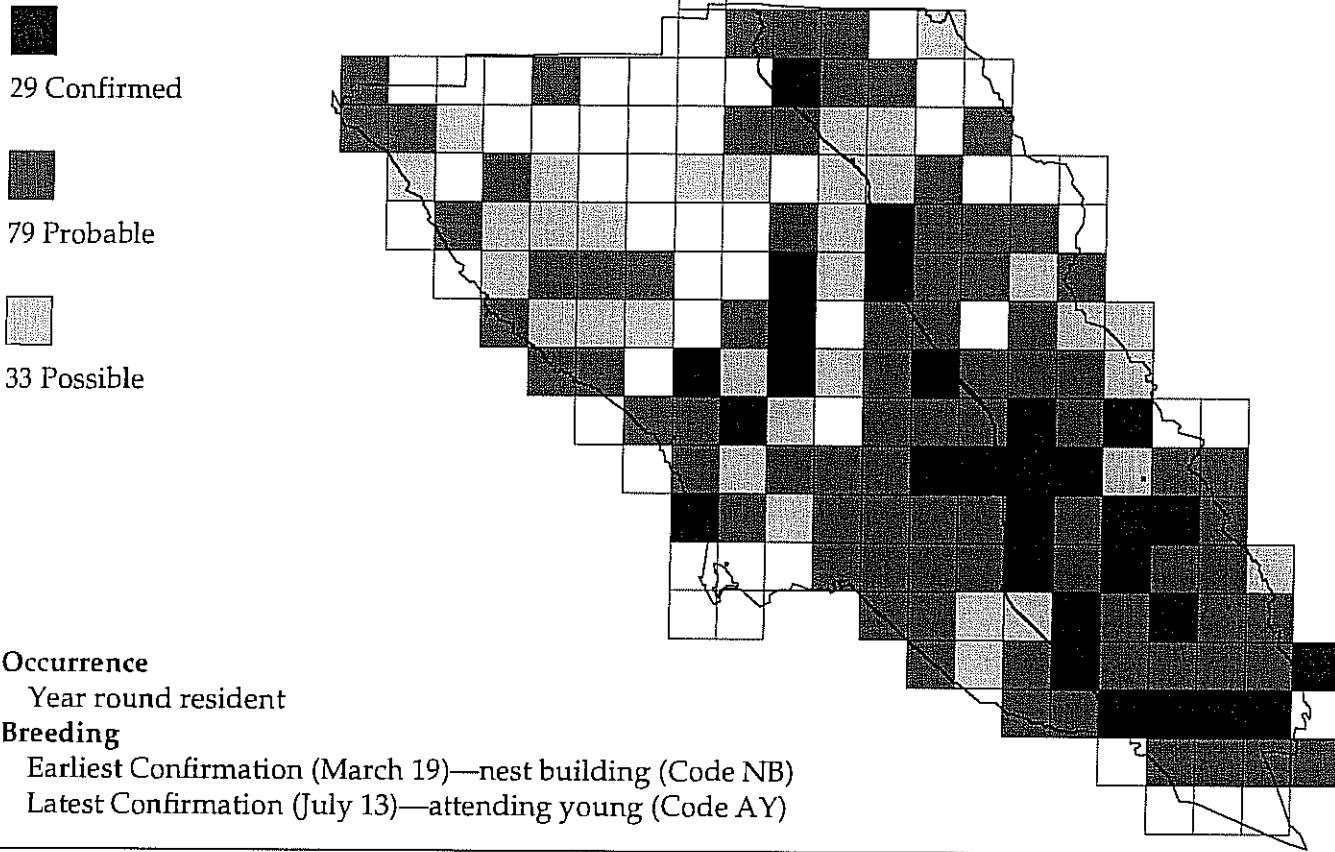 29 Confirmed
79 Probable
33 Possible
Occurrence
Year round resident
Breeding
Earliest Confirmation (March 19)—nest building (Code NB)
Latest Confirmation (July 13)—attending young (Code AY)